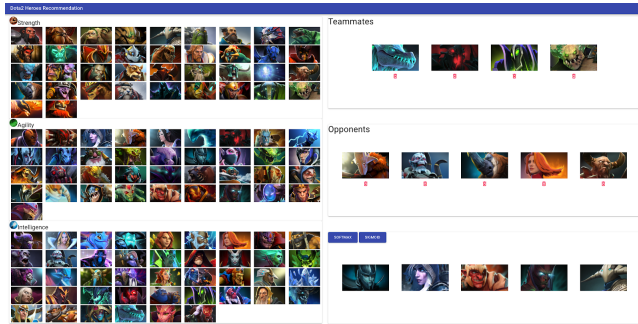 Dota2 Heroes Recommendation
Strength
Teammates
Agility
Opponents
Intelligence
SOFTMAX
SIGMOID